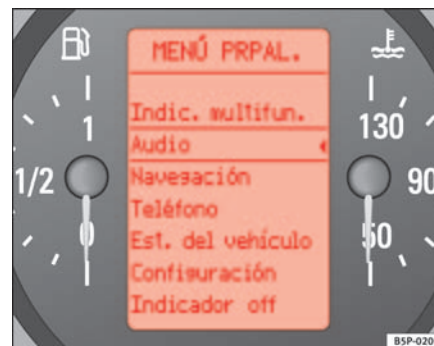 MENÚ PRPAL.
Indic. multifun.
Audio
Navegación
Teléfono
Est. del vehículo
Configuración
Indicador off
1
1/2
0
130
90
50
B5P-020